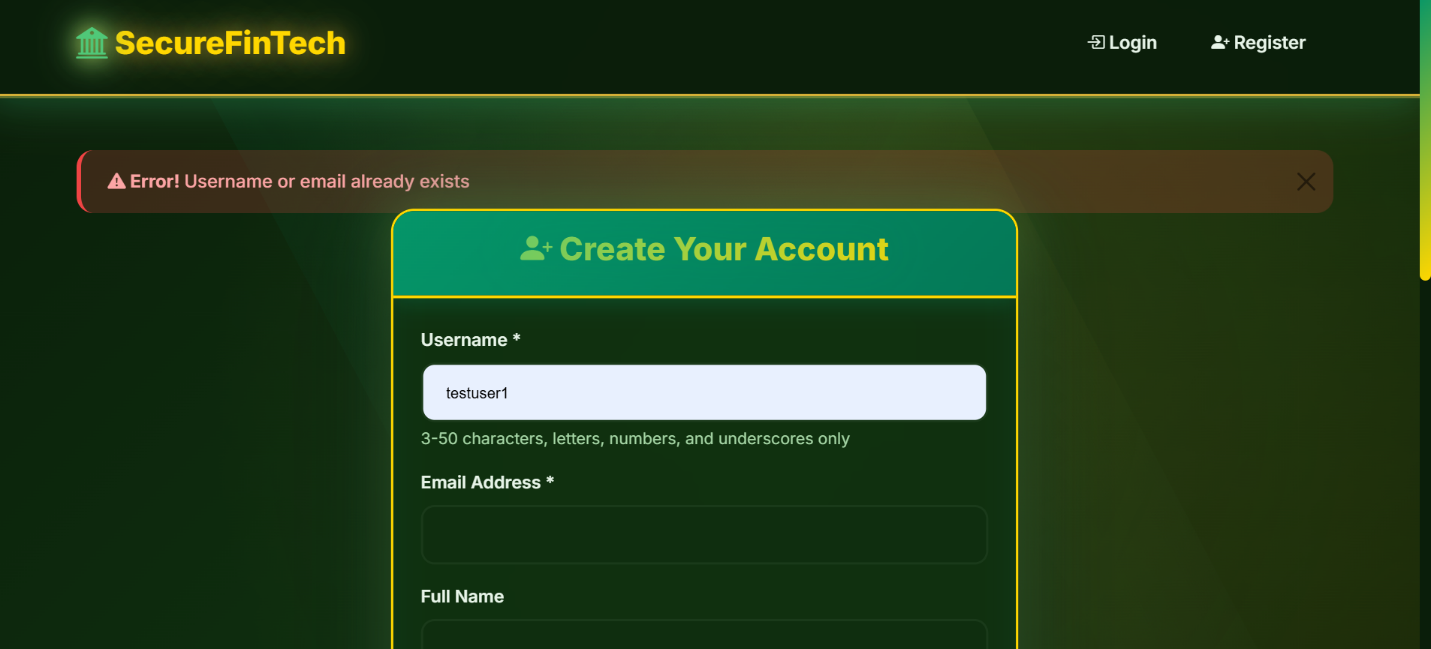 SecureFinTech
Login
Register
Error! Username or email already exists
Create Your Account
Username *
testuser1
3-50 characters, letters, numbers, and underscores only
Email Address *
Full Name